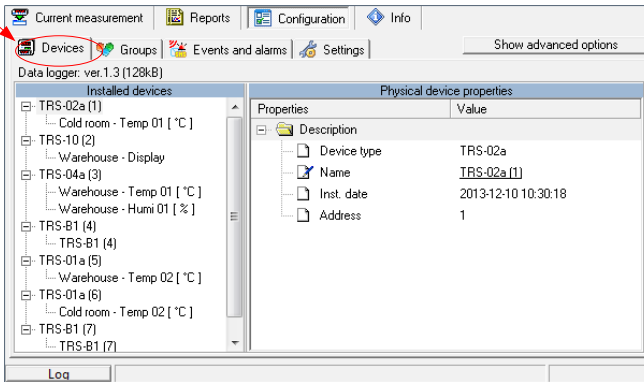 Current measurement Reports Configuration Info
Devices Groups Events and alarms Settings Show advanced options
Data logger: ver.1.3 (128kB)
Installed devices
TRS-02a (1)
Cold room - Temp 01 [ °C ]
TRS-10 (2)
Warehouse - Display
TRS-04a (3)
Warehouse - Temp 01 [ °C ]
Warehouse - Humi 01 [ % ]
TRS-B1 (4)
TRS-B1 (4)
TRS-01a (5)
Warehouse - Temp 02 [ °C ]
TRS-01a (6)
Cold room - Temp 02 [ °C ]
TRS-B1 (7)
TRS-B1 (7)
Physical device properties
Properties Value
Description
Device type TRS-02a
Name TRS-02a (1)
Inst. date 2013-12-10 10:30:18
Address 1
Log